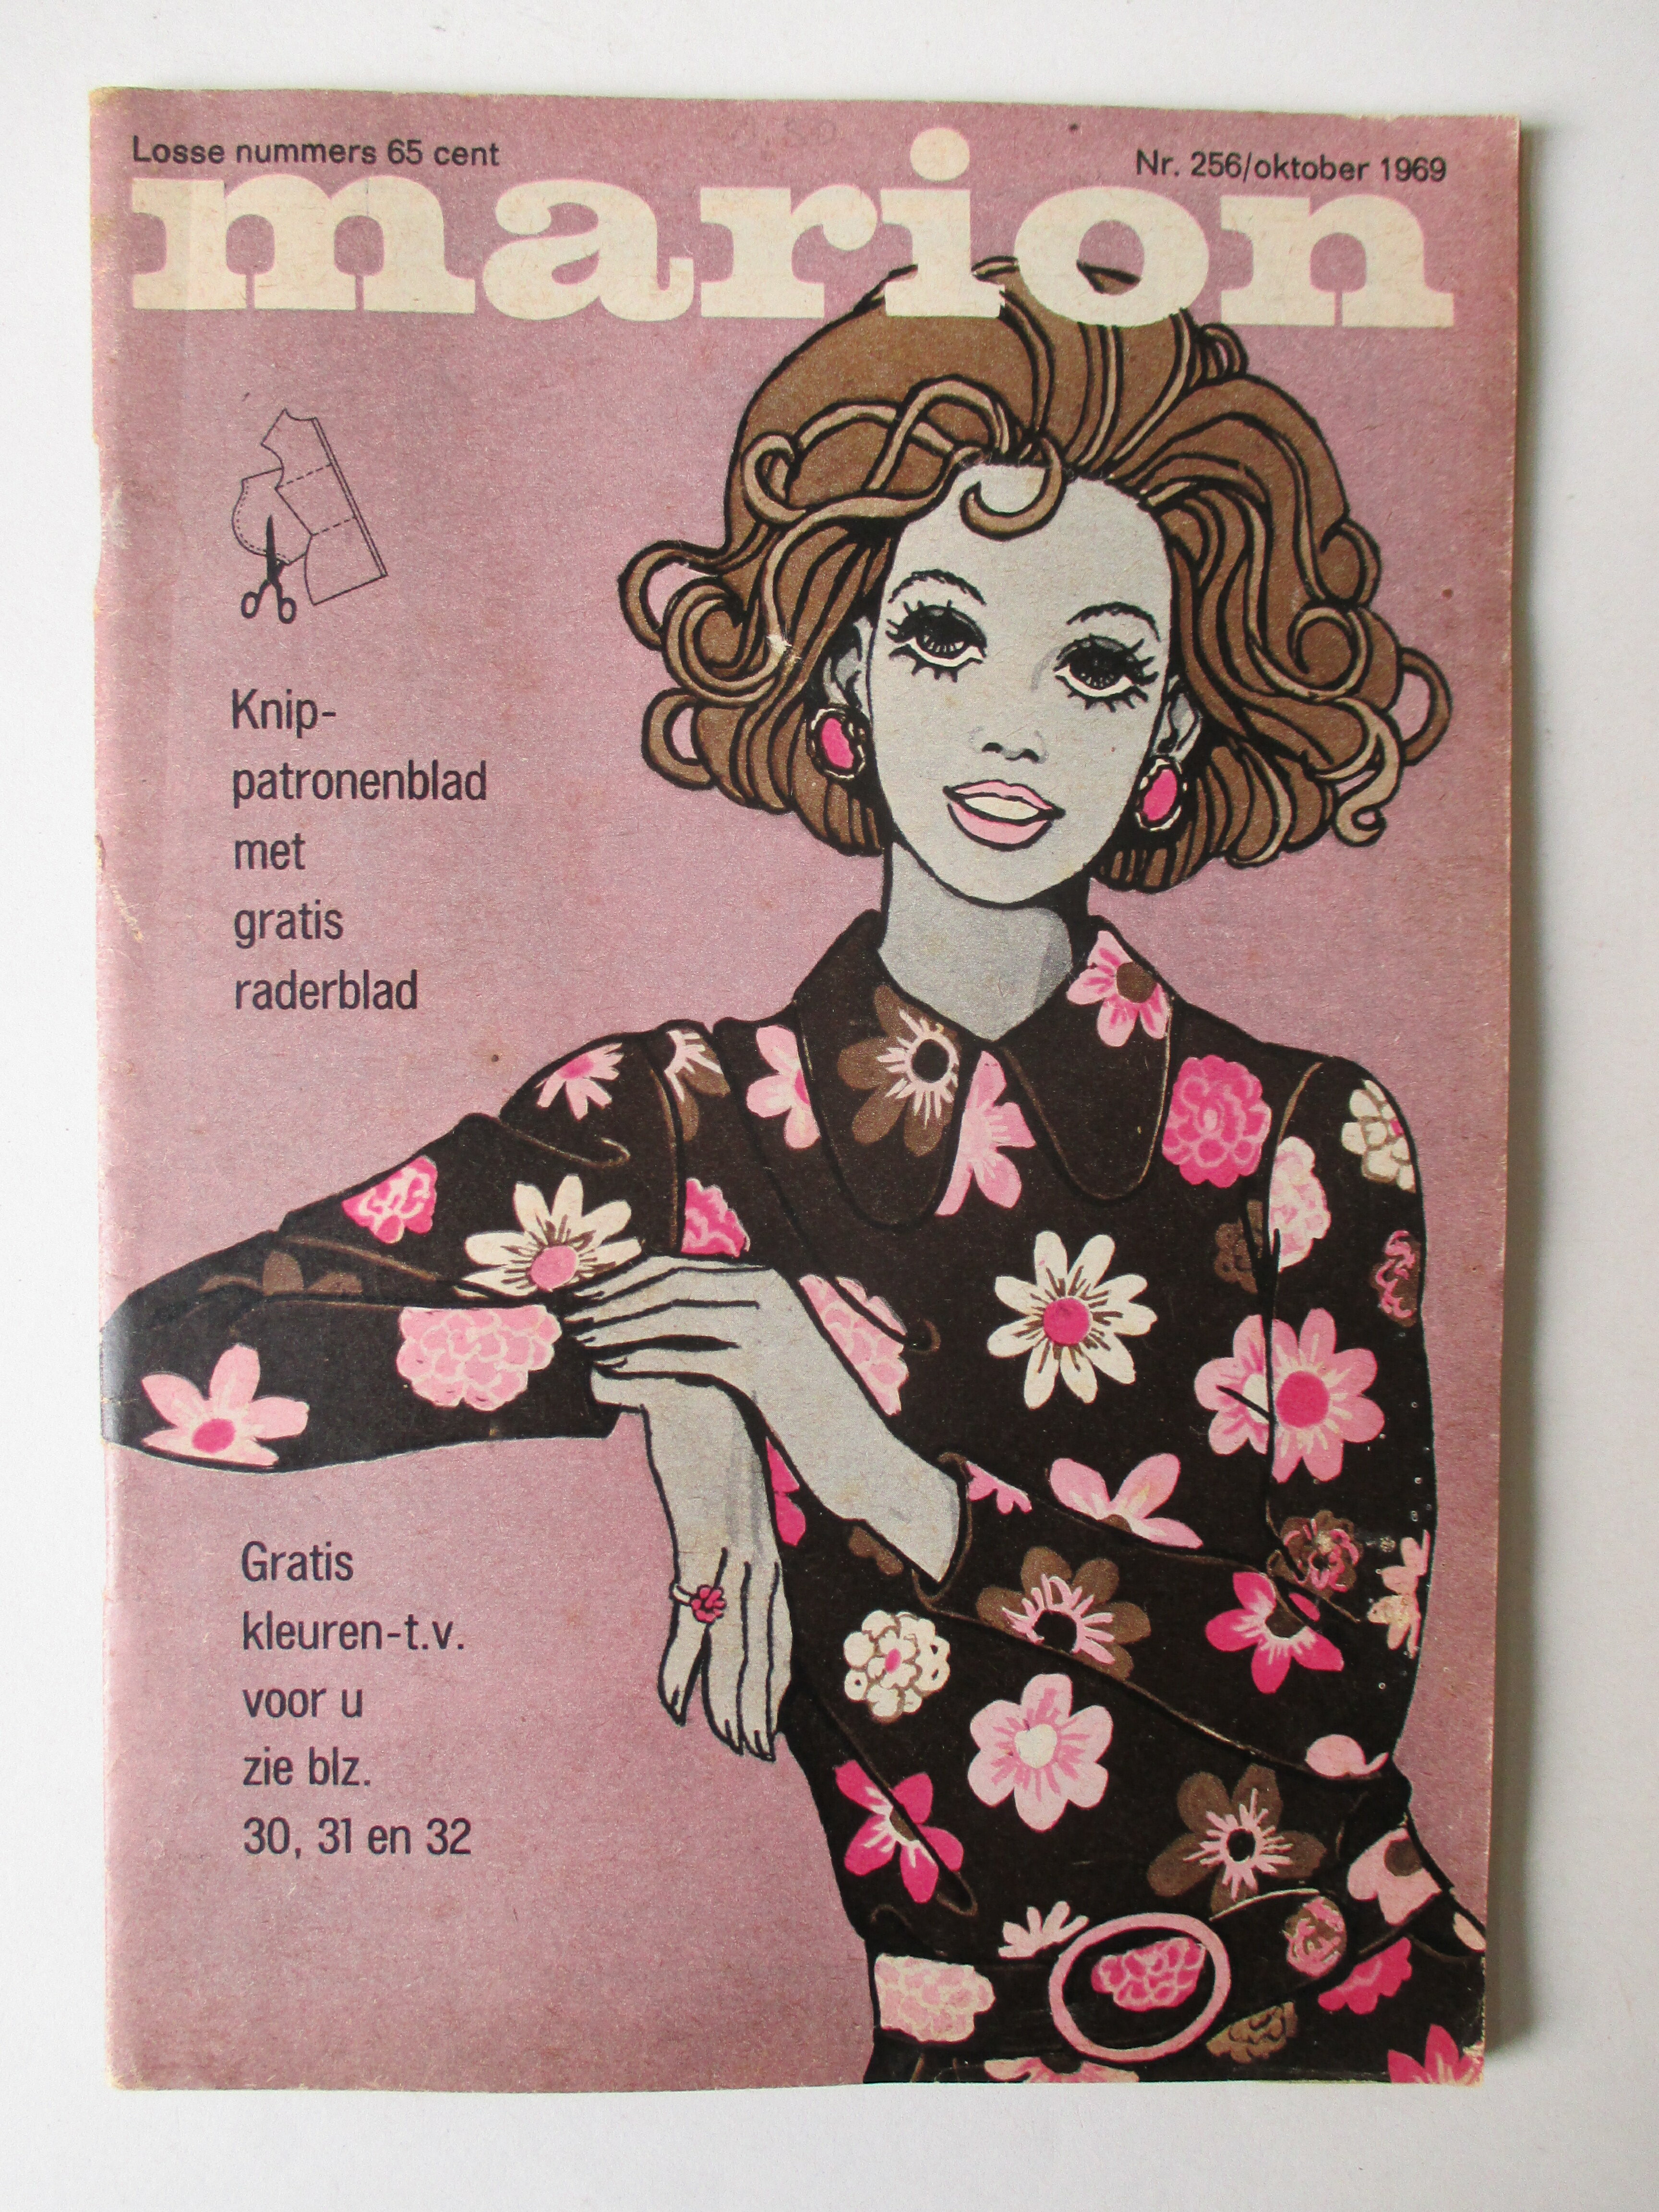 Losse nummers 65 cent
Nr. 256/oktober 1969
marion
Knip-
patronenblad
met
gratis
raderblad
Gratis
kleuren-t.v.
voor u
zie blz.
30, 31 en 32